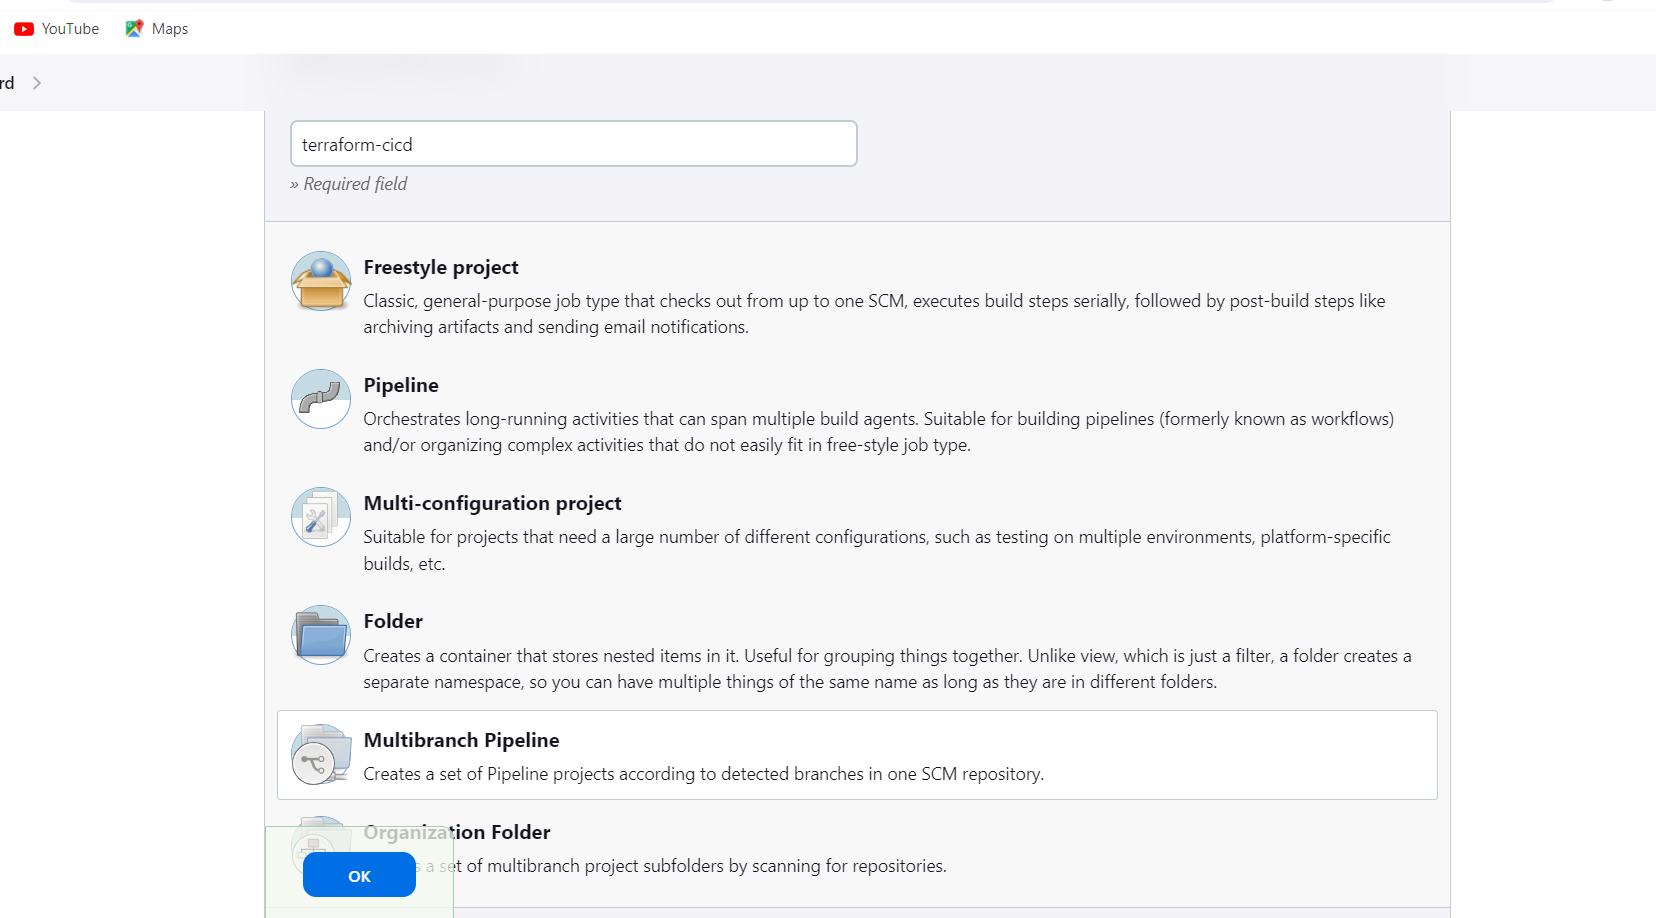 YouTube
Maps
rd
terraform-cicd
» Required field
Freestyle project
Classic, general-purpose job type that checks out from up to one SCM, executes build steps serially, followed by post-build steps like
archiving artifacts and sending email notifications.
Pipeline
Orchestrates long-running activities that can span multiple build agents. Suitable for building pipelines (formerly known as workflows)
and/or organizing complex activities that do not easily fit in free-style job type.
Multi-configuration project
Suitable for projects that need a large number of different configurations, such as testing on multiple environments, platform-specific
builds, etc.
Folder
Creates a container that stores nested items in it. Useful for grouping things together. Unlike view, which is just a filter, a folder creates a
separate namespace, so you can have multiple things of the same name as long as they are in different folders.
Multibranch Pipeline
Creates a set of Pipeline projects according to detected branches in one SCM repository.
Organization Folder
s a set of multibranch project subfolders by scanning for repositories.
OK